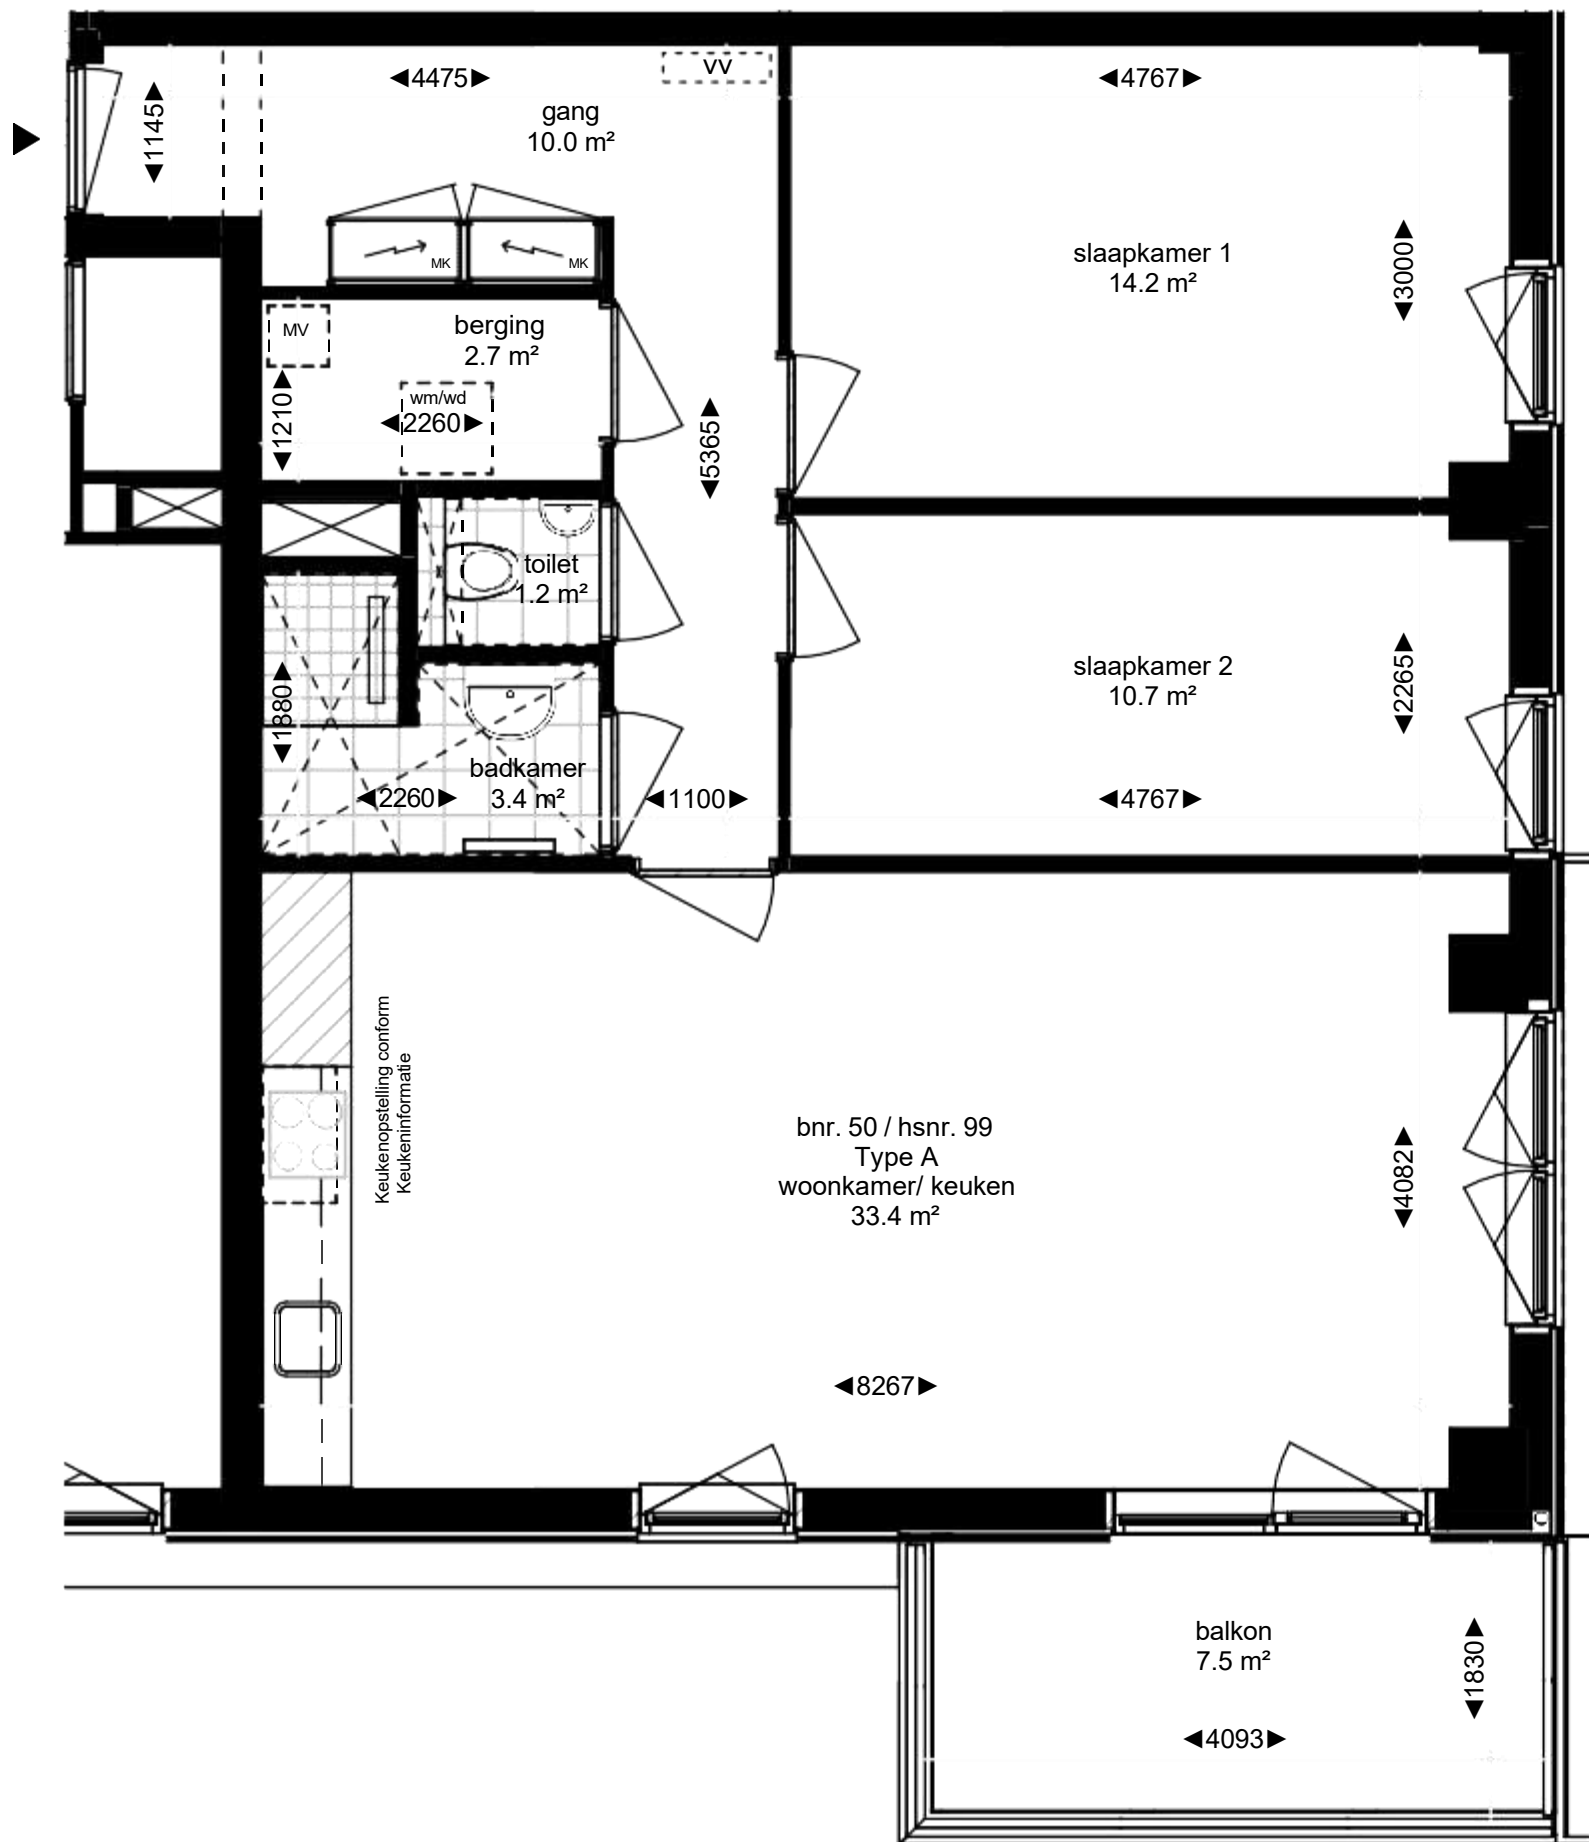 VV
◄4475►
◄4767►
◄1145►
gang
10.0 m²
slaapkamer 1
14.2 m²
◄3000►
MK
MK
MV
berging
2.7 m²
wm/wd
◄2260►
◄1210►
◄5365►
toilet
1.2 m²
slaapkamer 2
10.7 m²
◄2265►
◄1880►
badkamer
3.4 m²
◄2260►
◄1100►
◄4767►
Keukenopstelling conform
Keukeninformatie
bnr. 50 / hsnr. 99
Type A
woonkamer/ keuken
33.4 m²
◄4082►
◄8267►
balkon
7.5 m²
◄1830►
◄4093►